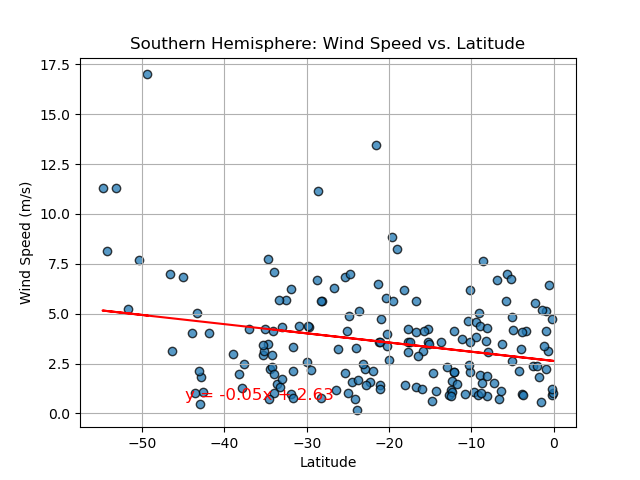 Southern Hemisphere: Wind Speed vs. Latitude
17.5
15.0
12.5
10.0
7.5
5.0
2.5
0.0
Wind Speed (m/s)
y = -0.05x + 2.63
−50 −40 −30 −20 −10 0
Latitude